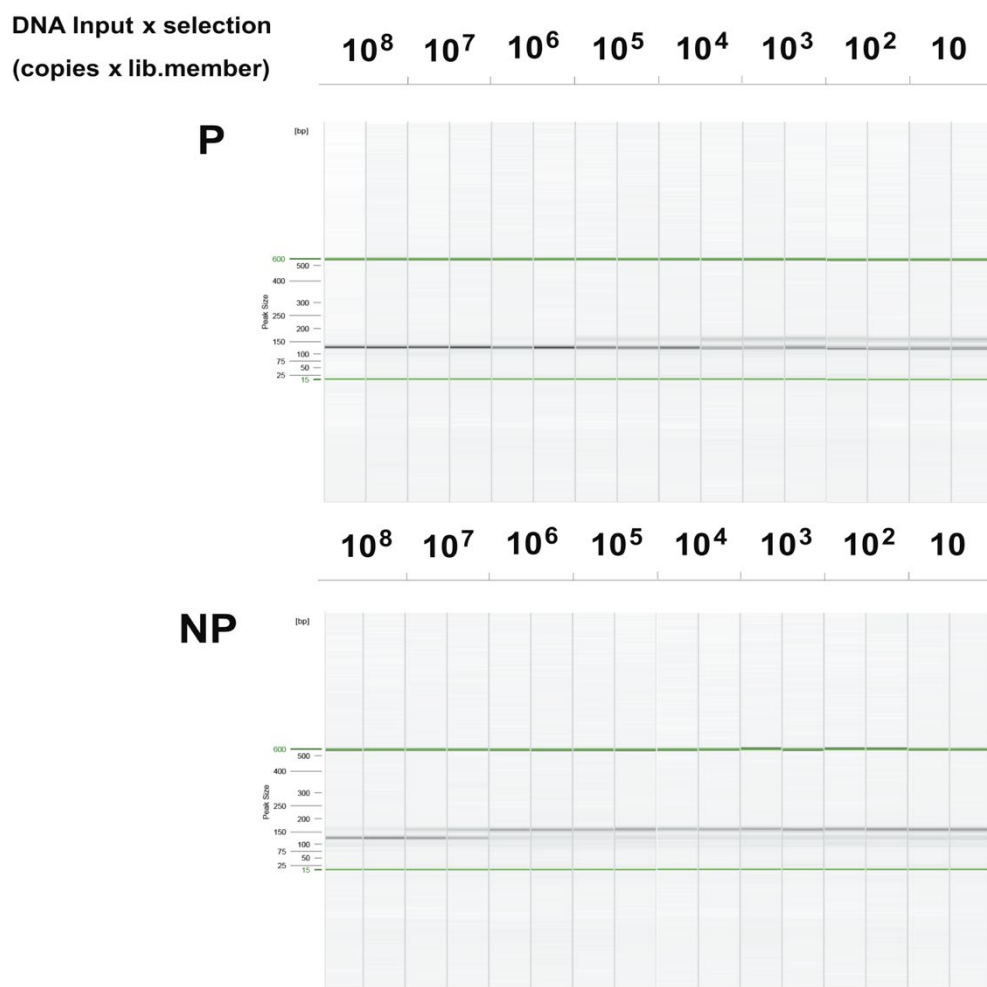 DNA Input x selection
(copies x lib.member)
10⁸ 10⁷ 10⁶ 10⁵ 10⁴ 10³ 10² 10
P
[bp]
600
500
400
300
250
200
150
100
75
50
25
15
Peak Size
10⁸ 10⁷ 10⁶ 10⁵ 10⁴ 10³ 10² 10
NP
[bp]
600
500
400
300
250
200
150
100
75
50
25
15
Peak Size